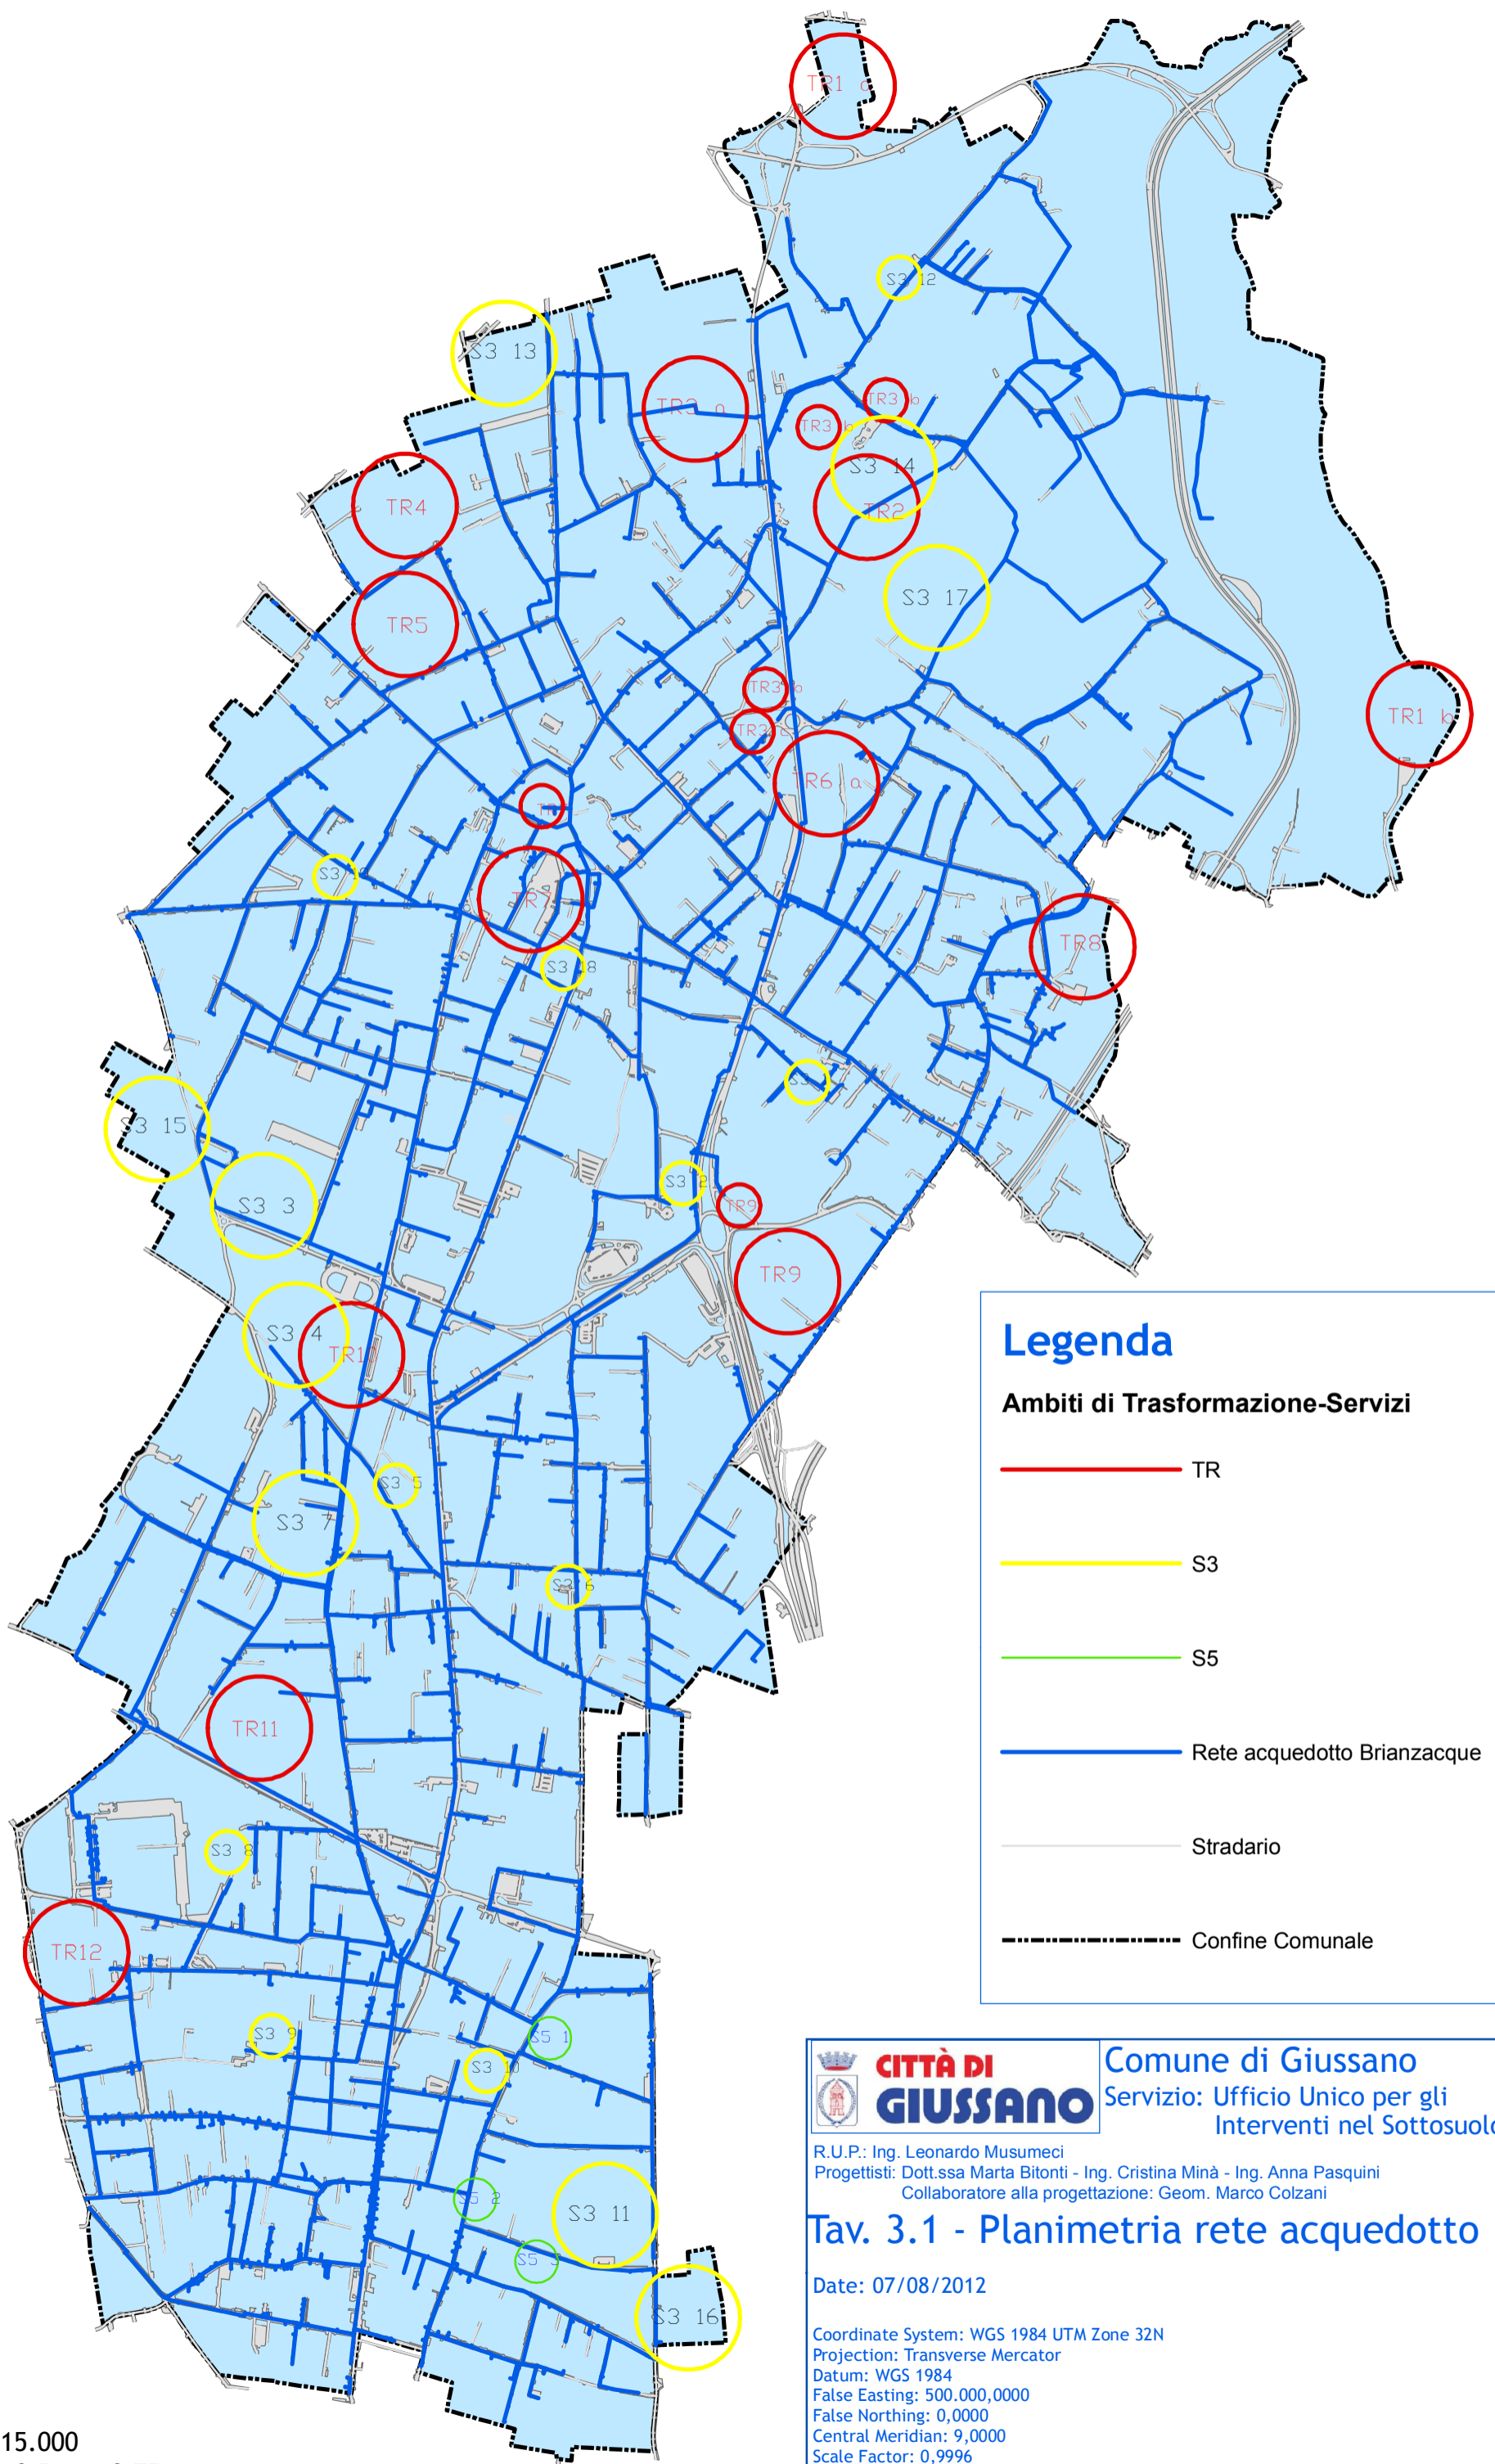 TR1 a
S3 12
S3 13
TR3 a
TR3 b
TR3 b
S3 14
TR4
TR2
S3 17
TR5
TR3 b
TR1 b
TR3
TR6 a
S3
TR7
TR8
S3 18
S3 15
S3 2
S3 3
TR9
TR9
S3 4
S3 5
S3 7
S3 6
TR11
S3 8
TR12
S3 9
S5 1
S3 10
S5 2
S3 11
S5 3
S3 16
Legenda
Ambiti di Trasformazione-Servizi
TR
S3
S5
Rete acquedotto Brianzacque
Stradario
Confine Comunale
CITTÀ DI
GIUSSANO
Comune di Giussano
Servizio: Ufficio Unico per gli
Interventi nel Sottosuolo
R.U.P.: Ing. Leonardo Musumeci
Progettisti: Dott.ssa Marta Bitonti - Ing. Cristina Minà - Ing. Anna Pasquini
Collaboratore alla progettazione: Geom. Marco Colzani
Tav. 3.1 - Planimetria rete acquedotto
Date: 07/08/2012
Coordinate System: WGS 1984 UTM Zone 32N
Projection: Transverse Mercator
Datum: WGS 1984
False Easting: 500.000,0000
False Northing: 0,0000
Central Meridian: 9,0000
Scale Factor: 0,9996
15.000